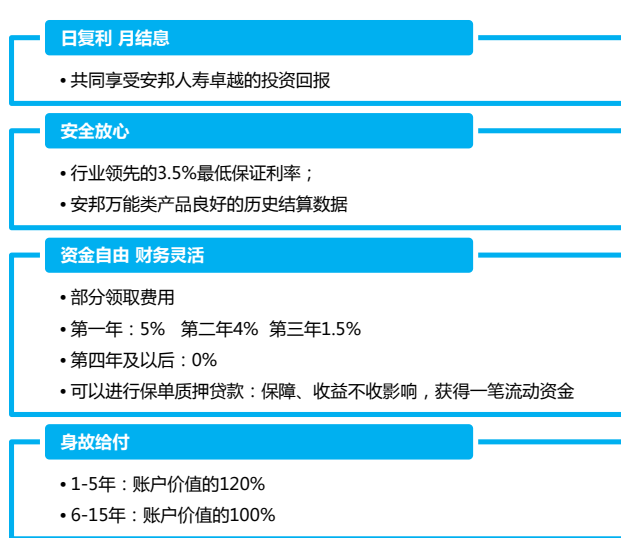 日复利 月结息
• 共同享受安邦人寿卓越的投资回报
安全放心
• 行业领先的3.5%最低保证利率；
• 安邦万能类产品良好的历史结算数据
资金自由 财务灵活
• 部分领取费用
• 第一年：5% 第二年4% 第三年1.5%
• 第四年及以后：0%
• 可以进行保单质押贷款：保障、收益不收影响，获得一笔流动资金
身故给付
• 1-5年：账户价值的120%
• 6-15年：账户价值的100%